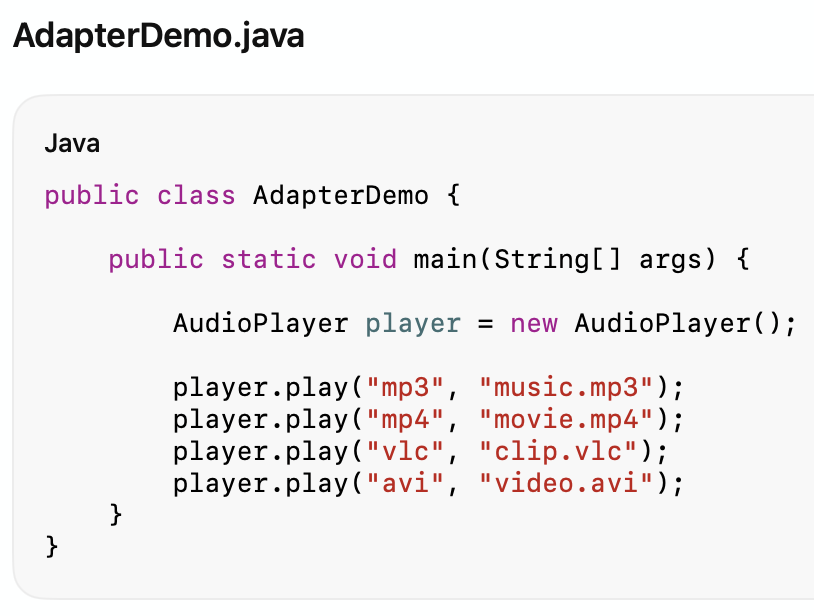 AdapterDemo.java
Java
public class AdapterDemo {
public static void main(String[] args) {
AudioPlayer player = new AudioPlayer();
player.play("mp3", "music.mp3");
player.play("mp4", "movie.mp4");
player.play("vlc", "clip.vlc");
player.play("avi", "video.avi");
}
}